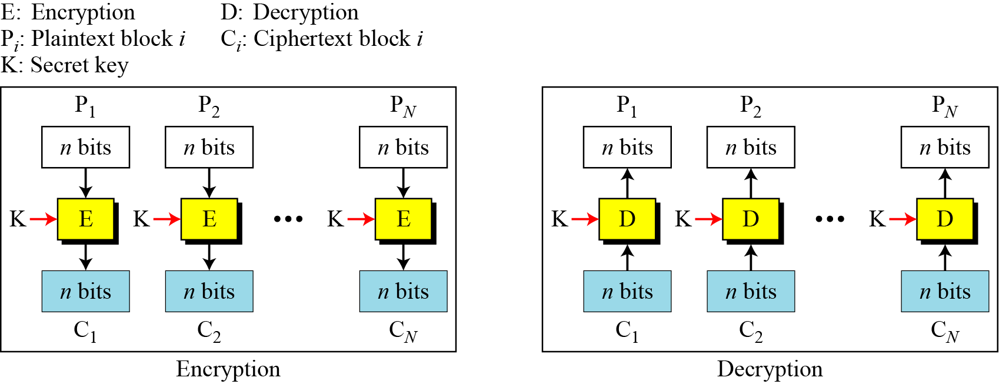 E: Encryption D: Decryption
Pi: Plaintext block i Ci: Ciphertext block i
K: Secret key
P1 P2 PN
n bits n bits n bits
K E K E ••• K E
n bits n bits n bits
C1 C2 CN
Encryption
P1 P2 PN
n bits n bits n bits
K D K D ••• K D
n bits n bits n bits
C1 C2 CN
Decryption